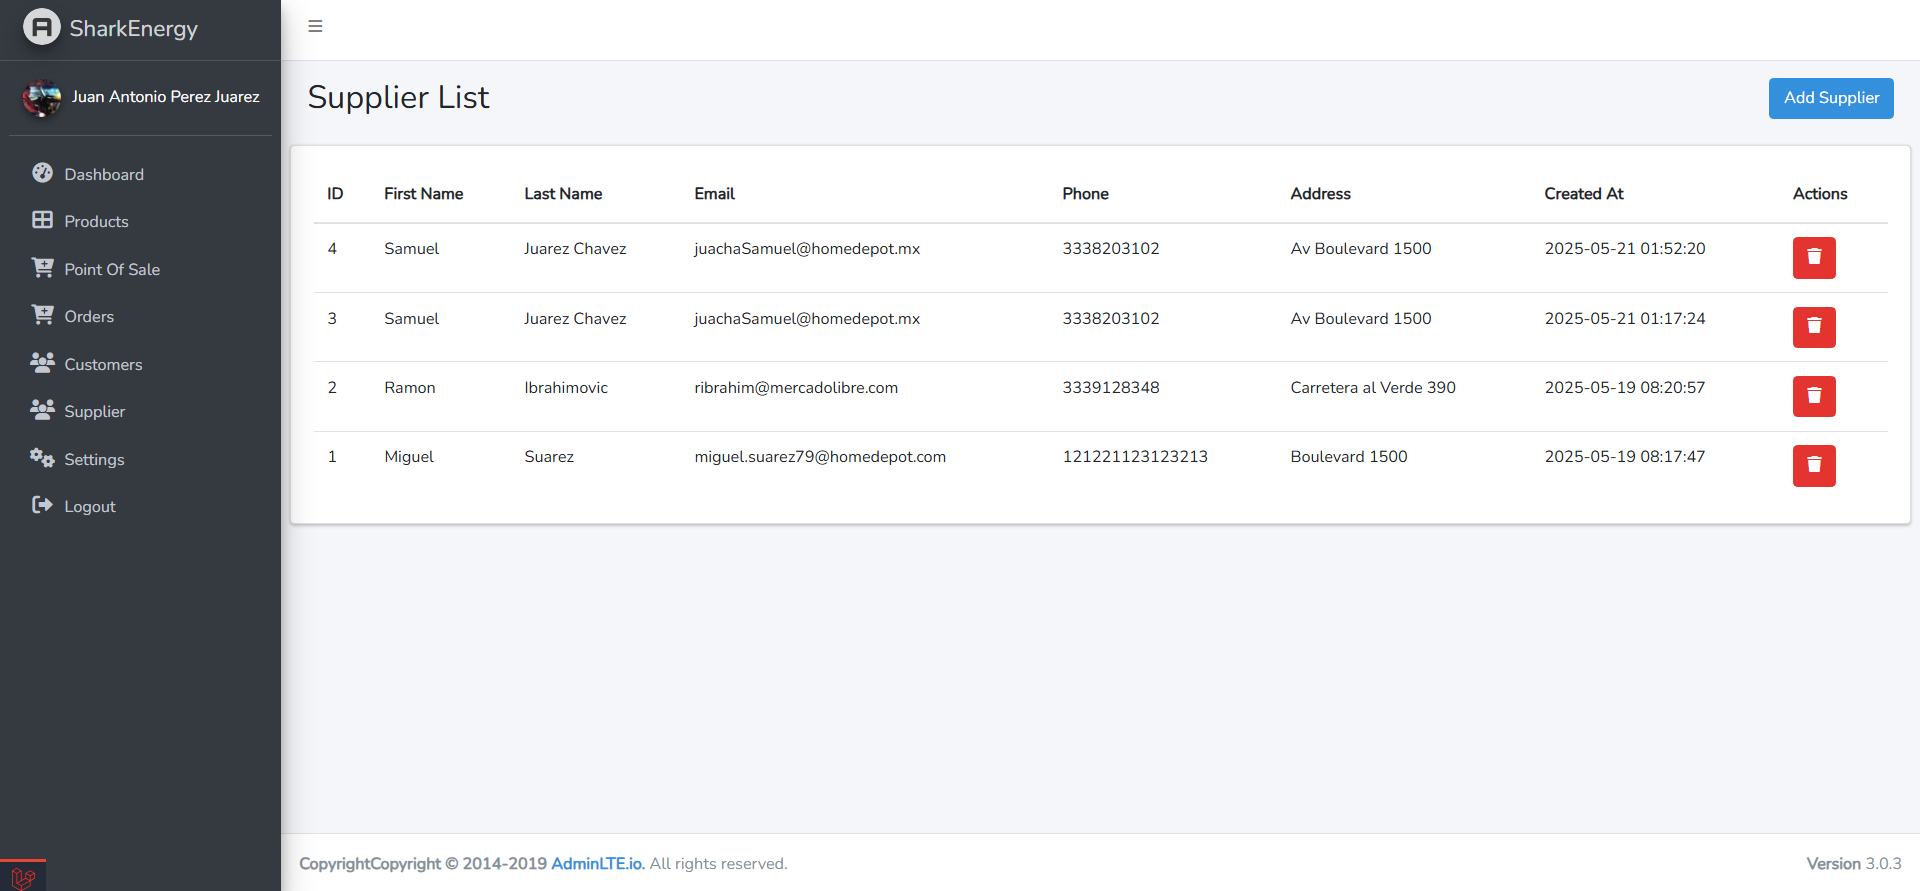 SharkEnergy
Juan Antonio Perez Juarez
Dashboard
Products
Point Of Sale
Orders
Customers
Supplier
Settings
Logout
Supplier List
Add Supplier
ID First Name Last Name Email Phone Address Created At Actions
4 Samuel Juarez Chavez juachaSamuel@homedepot.mx 3338203102 Av Boulevard 1500 2025-05-21 01:52:20
3 Samuel Juarez Chavez juachaSamuel@homedepot.mx 3338203102 Av Boulevard 1500 2025-05-21 01:17:24
2 Ramon Ibrahimovic ribrahim@mercadolibre.com 3339128348 Carretera al Verde 390 2025-05-19 08:20:57
1 Miguel Suarez miguel.suarez79@homedepot.com 121221123123213 Boulevard 1500 2025-05-19 08:17:47
CopyrightCopyright © 2014-2019 AdminLTE.io. All rights reserved. Version 3.0.3